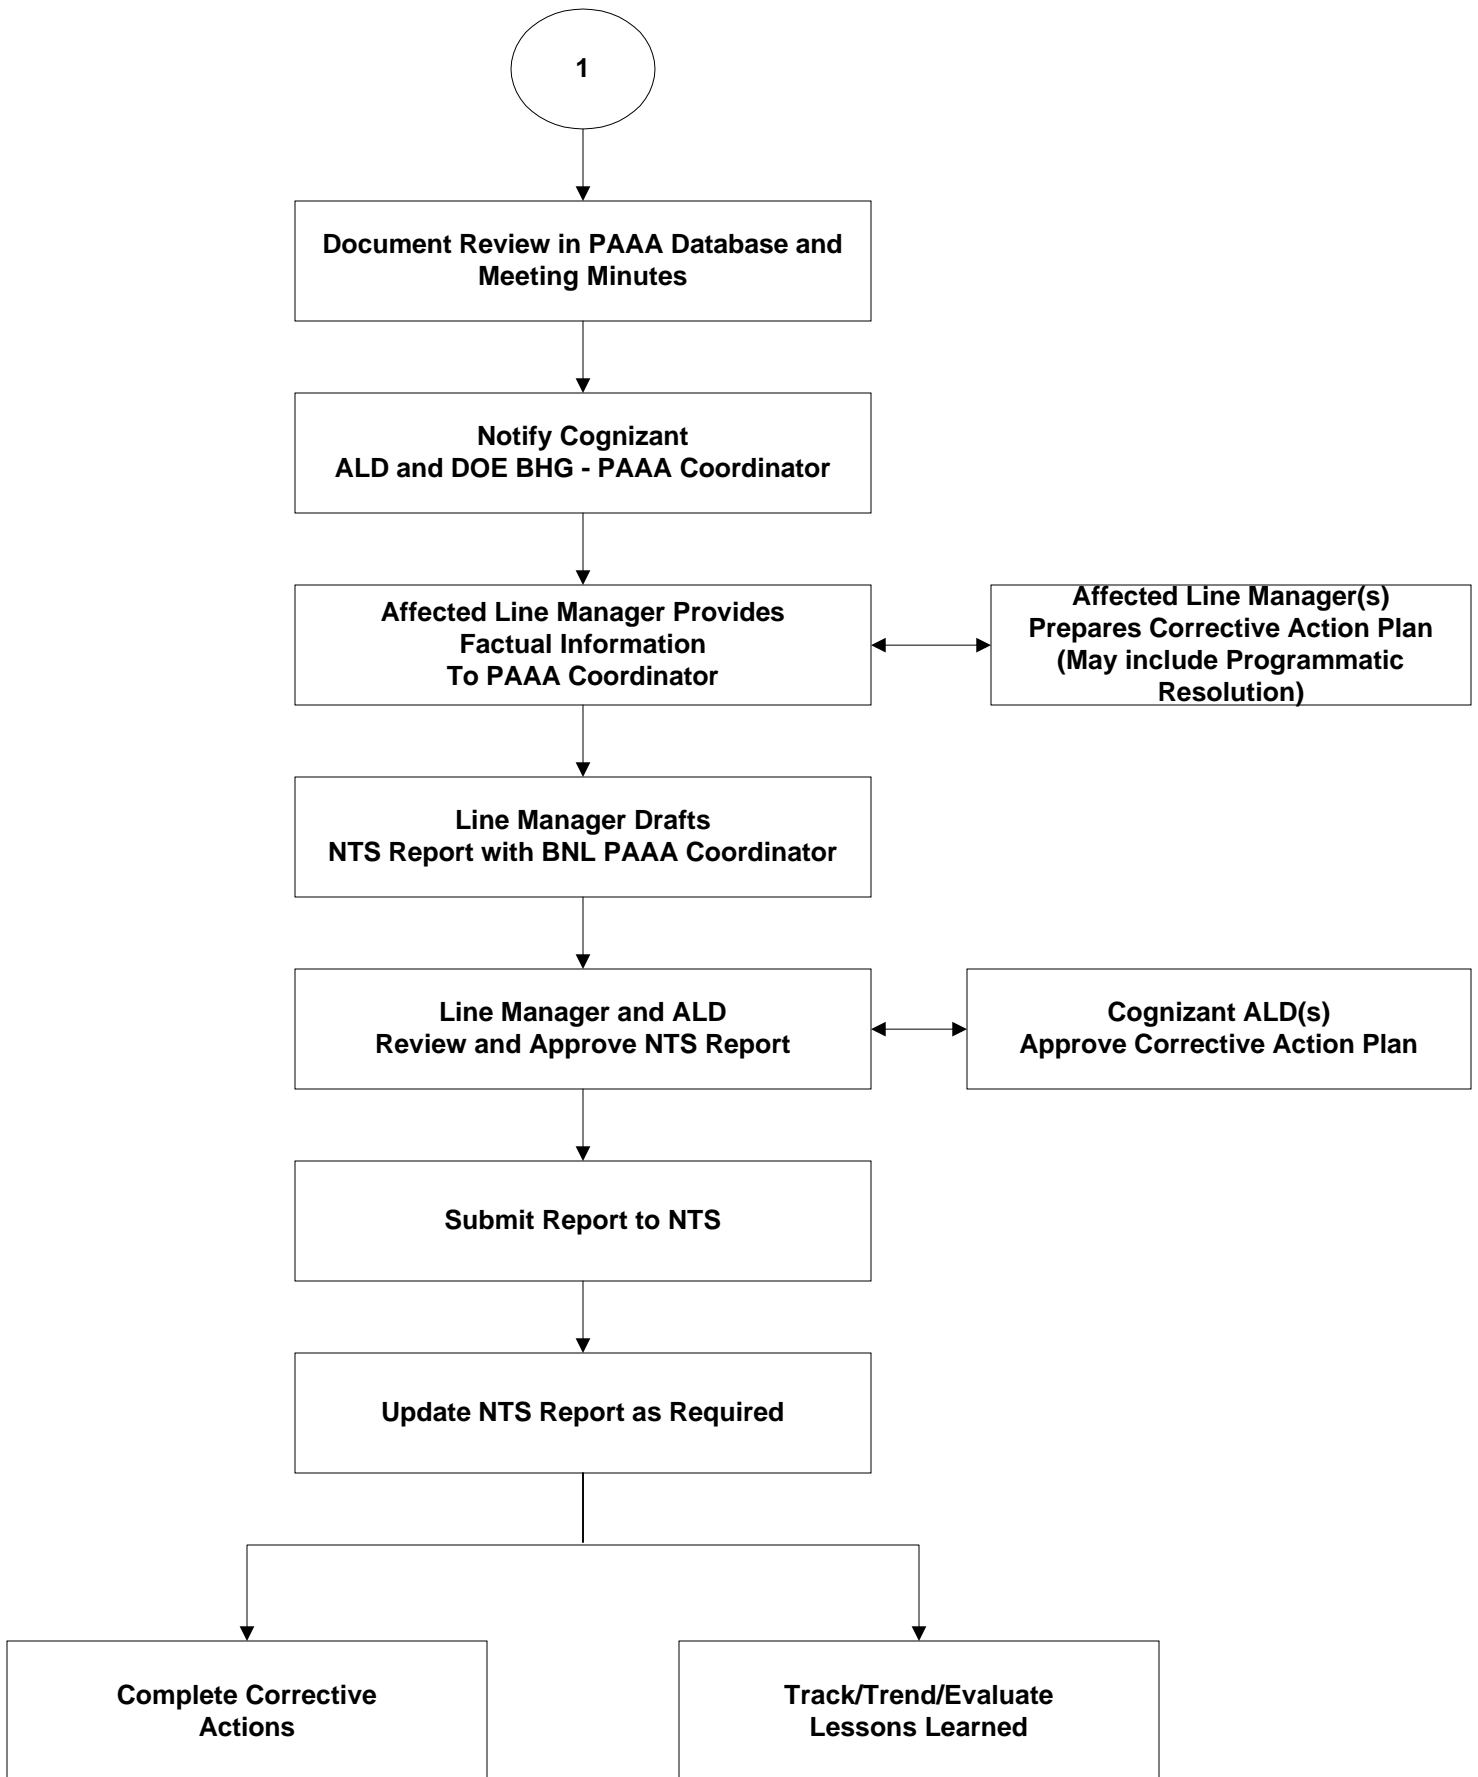 1
Document Review in PAAA Database and
Meeting Minutes
Notify Cognizant
ALD and DOE BHG - PAAA Coordinator
Affected Line Manager Provides
Factual Information
To PAAA Coordinator
Affected Line Manager(s)
Prepares Corrective Action Plan
(May include Programmatic
Resolution)
Line Manager Drafts
NTS Report with BNL PAAA Coordinator
Line Manager and ALD
Review and Approve NTS Report
Cognizant ALD(s)
Approve Corrective Action Plan
Submit Report to NTS
Update NTS Report as Required
Complete Corrective
Actions
Track/Trend/Evaluate
Lessons Learned